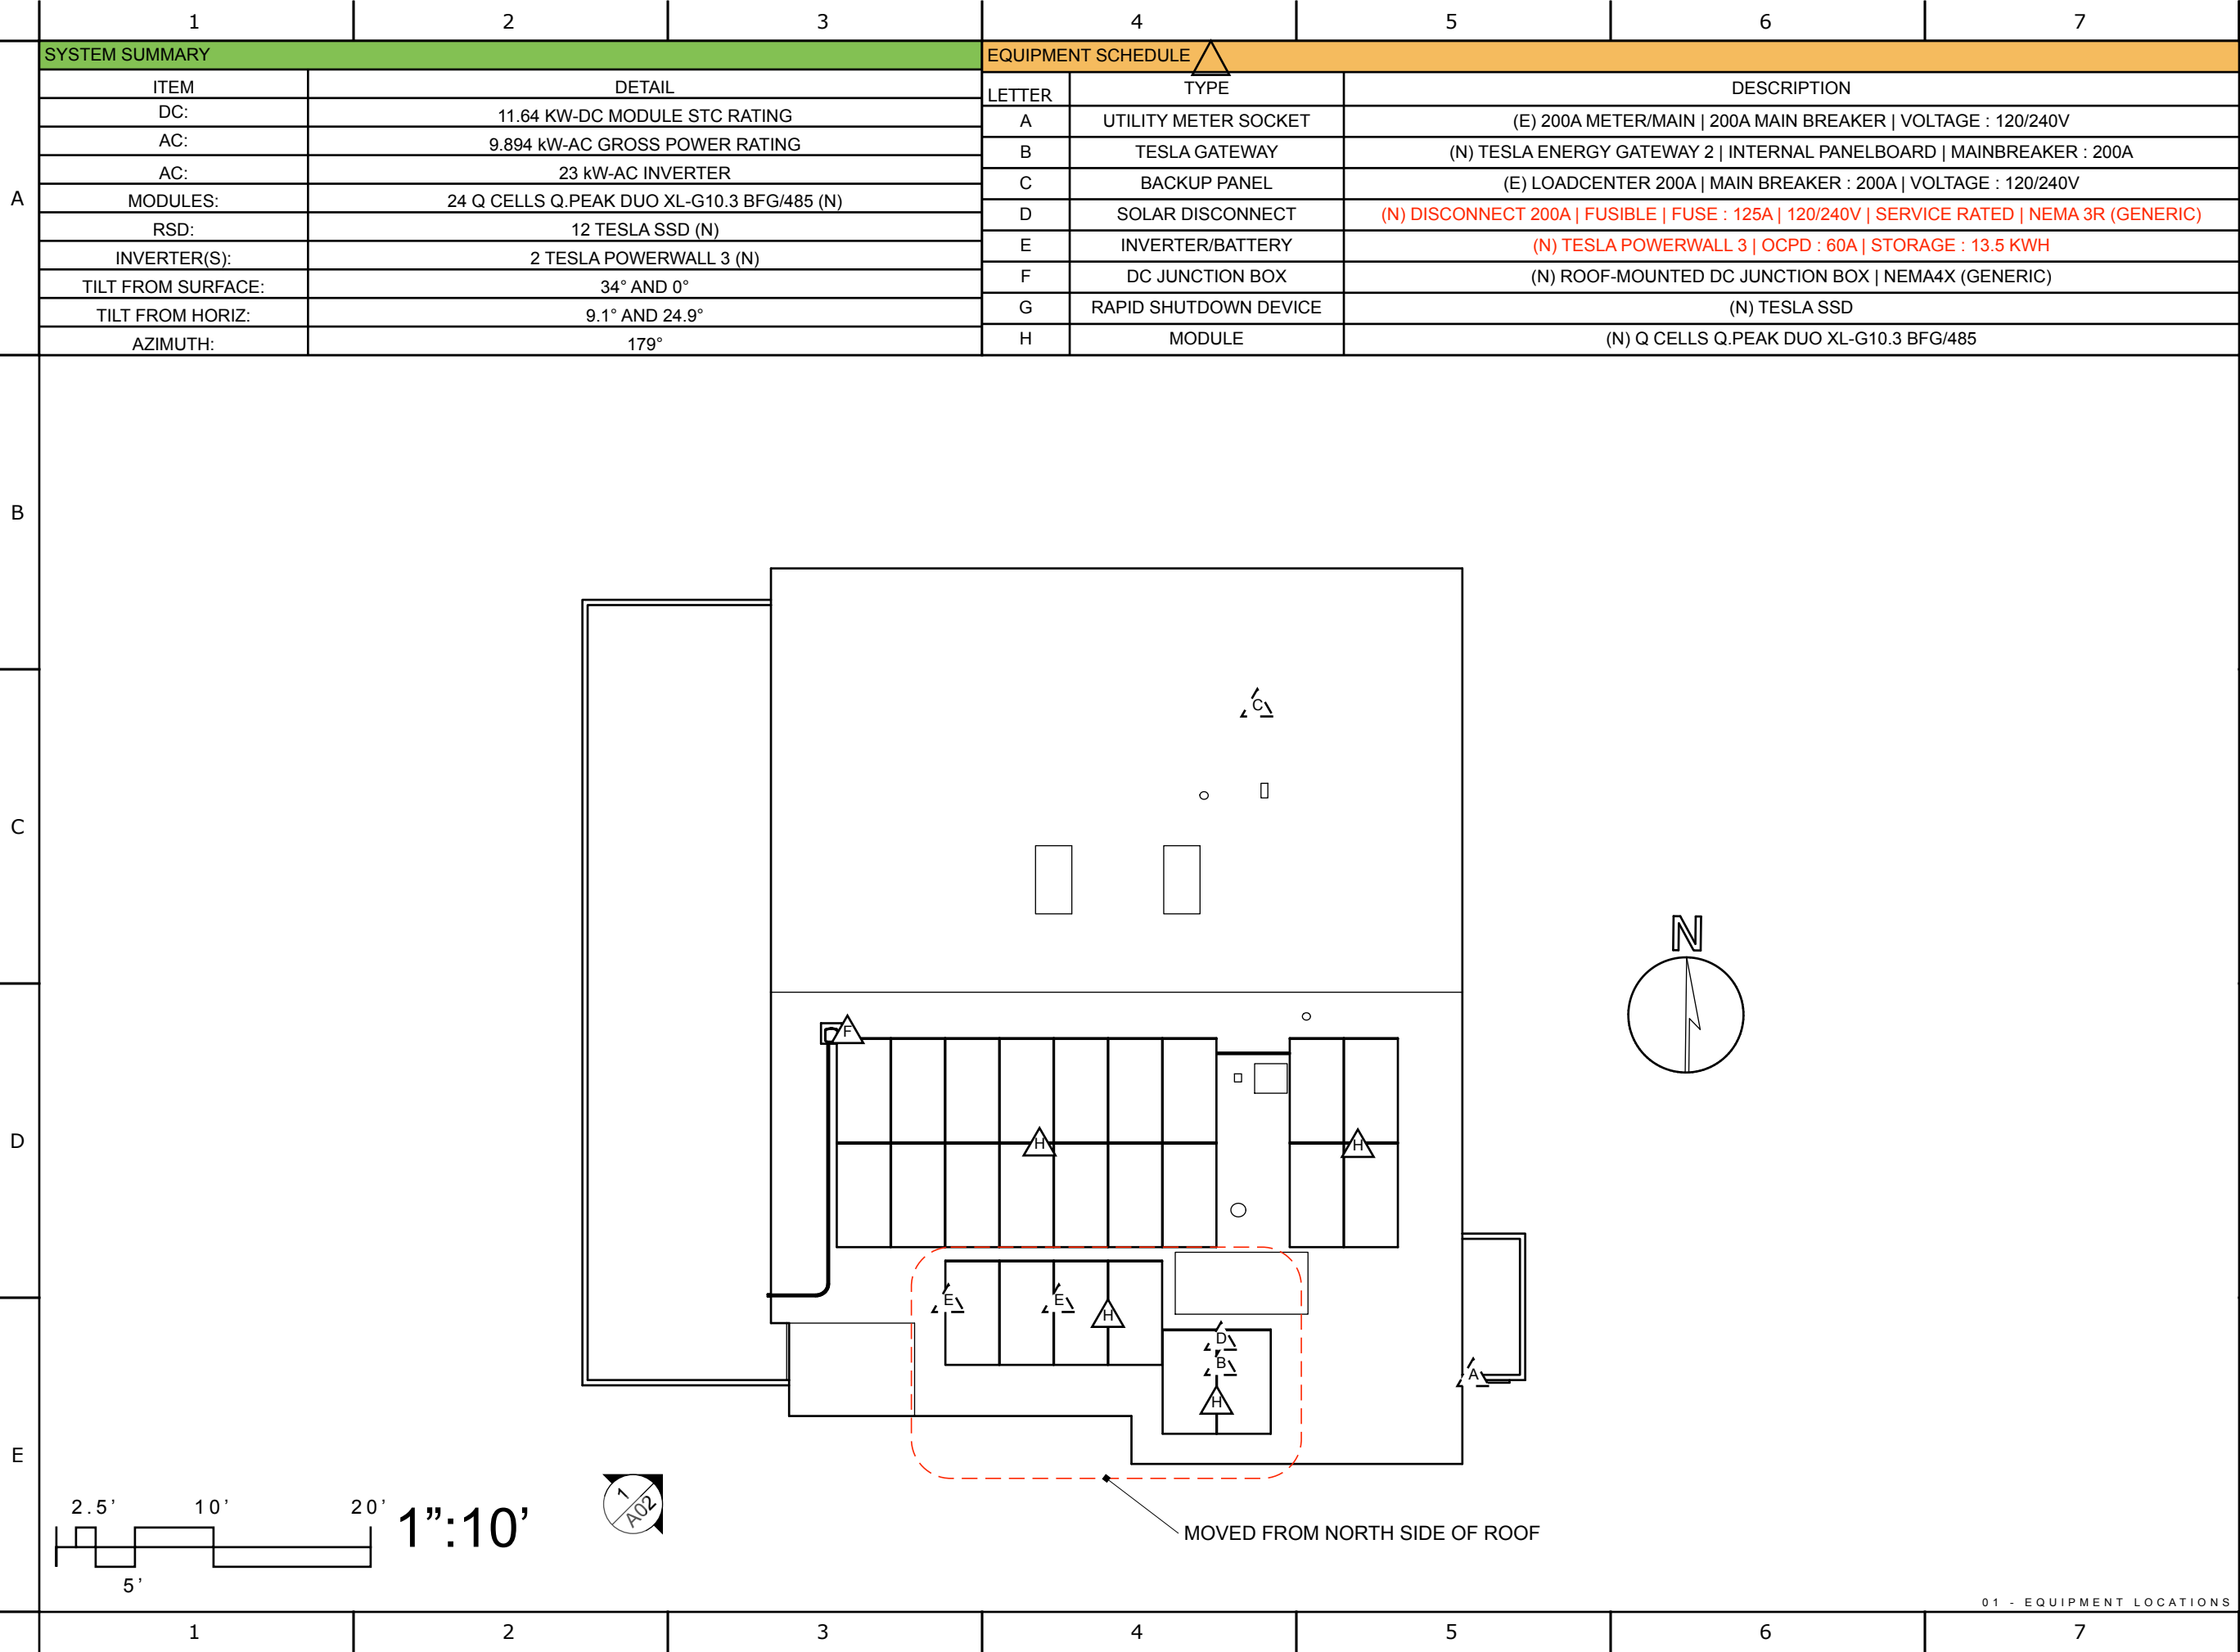 1 2 3 4 5 6 7
SYSTEM SUMMARY
ITEM DETAIL
DC: 11.64 KW-DC MODULE STC RATING
AC: 9.894 kW-AC GROSS POWER RATING
AC: 23 kW-AC INVERTER
MODULES: 24 Q CELLS Q.PEAK DUO XL-G10.3 BFG/485 (N)
RSD: 12 TESLA SSD (N)
INVERTER(S): 2 TESLA POWERWALL 3 (N)
TILT FROM SURFACE: 34° AND 0°
TILT FROM HORIZ: 9.1° AND 24.9°
AZIMUTH: 179°
EQUIPMENT SCHEDULE
LETTER TYPE DESCRIPTION
A UTILITY METER SOCKET (E) 200A METER/MAIN | 200A MAIN BREAKER | VOLTAGE : 120/240V
B TESLA GATEWAY (N) TESLA ENERGY GATEWAY 2 | INTERNAL PANELBOARD | MAINBREAKER : 200A
C BACKUP PANEL (E) LOADCENTER 200A | MAIN BREAKER : 200A | VOLTAGE : 120/240V
D SOLAR DISCONNECT (N) DISCONNECT 200A | FUSIBLE | FUSE : 125A | 120/240V | SERVICE RATED | NEMA 3R (GENERIC)
E INVERTER/BATTERY (N) TESLA POWERWALL 3 | OCPD : 60A | STORAGE : 13.5 KWH
F DC JUNCTION BOX (N) ROOF-MOUNTED DC JUNCTION BOX | NEMA4X (GENERIC)
G RAPID SHUTDOWN DEVICE (N) TESLA SSD
H MODULE (N) Q CELLS Q.PEAK DUO XL-G10.3 BFG/485
A
B
C
D
E
C
N
F
H H
E E H
D
B
A
H
1
A02
2.5' 10' 20'
5'
1”:10’
MOVED FROM NORTH SIDE OF ROOF
01 - EQUIPMENT LOCATIONS
1 2 3 4 5 6 7